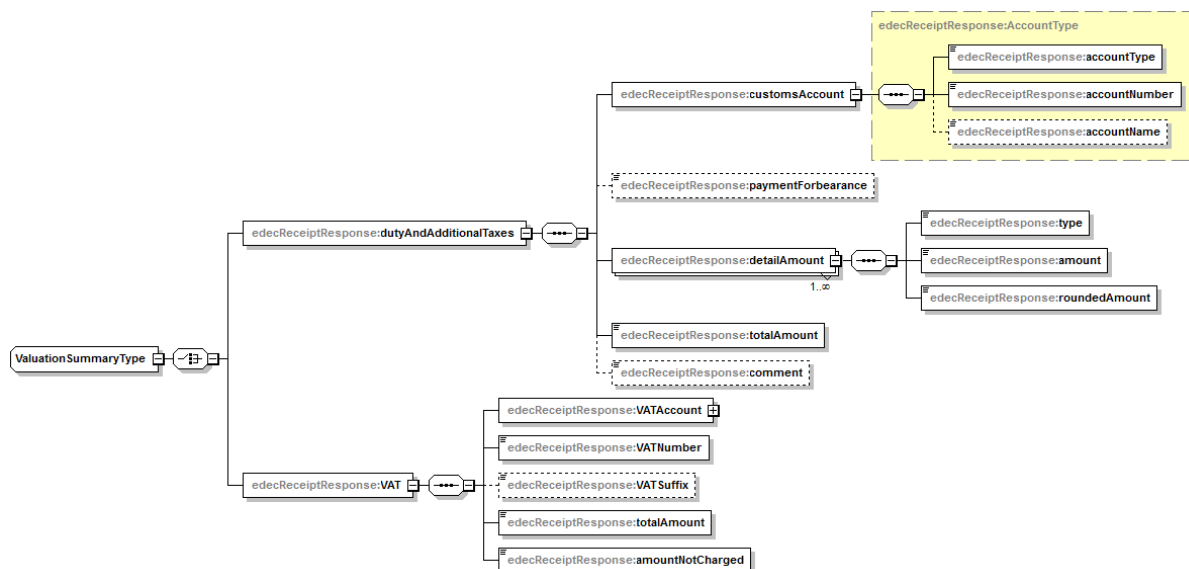 edecReceiptResponse:AccountType
edecReceiptResponse:accountType
edecReceiptResponse:customsAccount
edecReceiptResponse:accountNumber
edecReceiptResponse:accountName
edecReceiptResponse:paymentForbearance
edecReceiptResponse:type
edecReceiptResponse:dutyAndAdditionalTaxes
edecReceiptResponse:detailAmount
edecReceiptResponse:amount
1..∞
edecReceiptResponse:roundedAmount
edecReceiptResponse:totalAmount
ValuationSummaryType
edecReceiptResponse:comment
edecReceiptResponse:VATAccount
edecReceiptResponse:VATNumber
edecReceiptResponse:VAT
edecReceiptResponse:VATSuffix
edecReceiptResponse:totalAmount
edecReceiptResponse:amountNotCharged